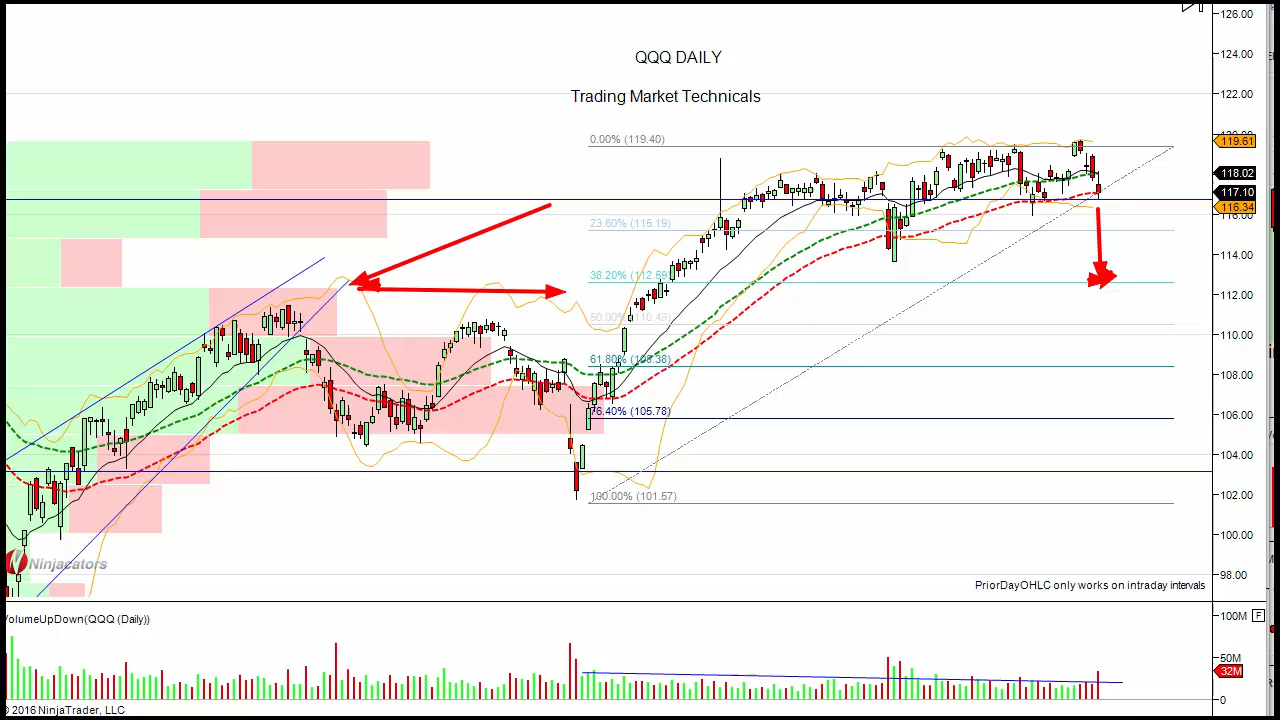 126.00
QQQ DAILY
124.00
Trading Market Technicals
122.00
0.00% (119.40)
119.61
118.02
117.10
116.34
116.00
23.60% (115.19)
114.00
38.20% (112.59)
112.00
50.00% (110.49)
110.00
61.80% (108.38)
108.00
76.40% (105.78)
106.00
104.00
100.00% (101.57)
102.00
100.00
Ninjacators
98.00
PriorDayOHLC only works on intraday intervals
VolumeUpDown(QQQ (Daily))
100M
F
50M
32M
0
© 2016 NinjaTrader, LLC